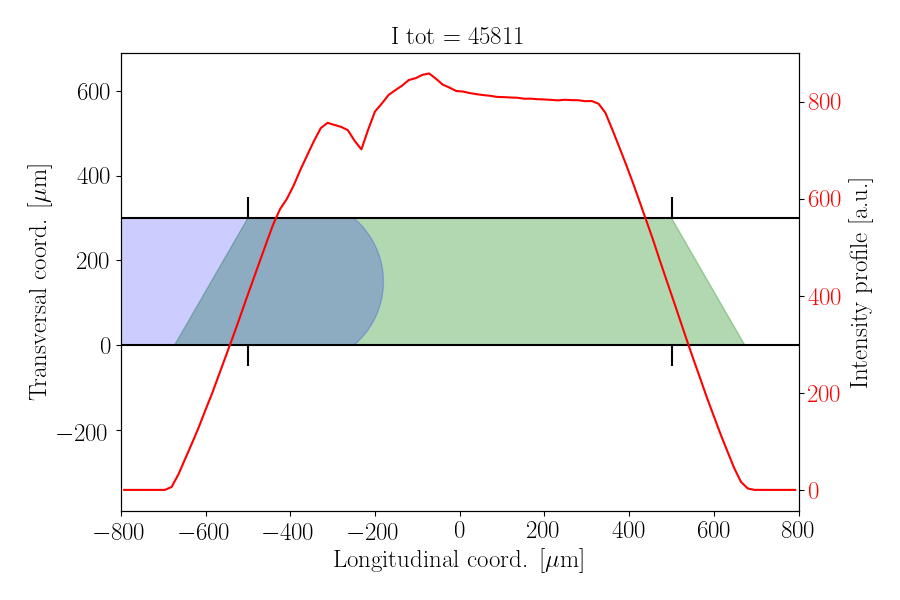 I tot = 45811
Transversal coord. [μm]
600
400
200
0
−200
800
600
400
200
0
Intensity profile [a.u.]
−800 −600 −400 −200 0 200 400 600 800
Longitudinal coord. [μm]